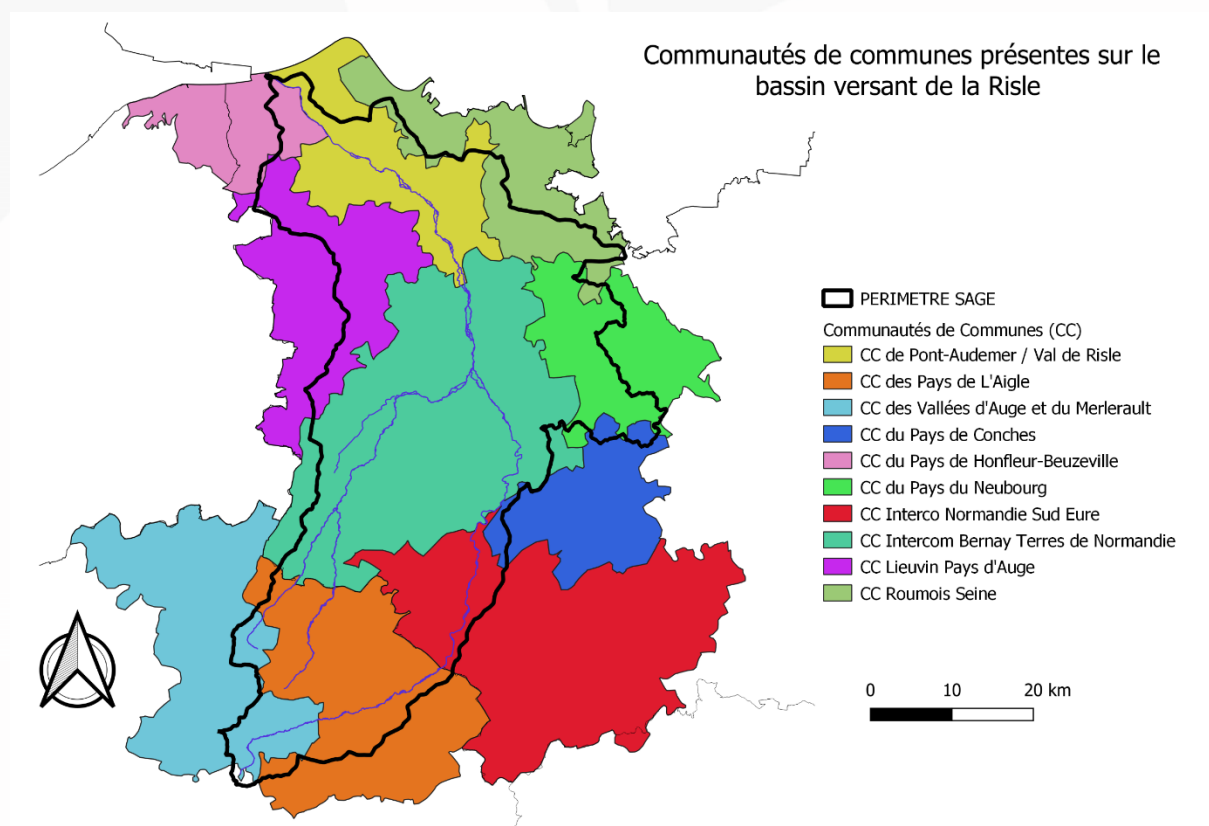 Communautés de communes présentes sur le
bassin versant de la Risle
PERIMETRE SAGE
Communautés de Communes (CC)
CC de Pont-Audemer / Val de Risle
CC des Pays de L'Aigle
CC des Vallées d'Auge et du Merlerault
CC du Pays de Conches
CC du Pays de Honfleur-Beuzeville
CC du Pays du Neubourg
CC Interco Normandie Sud Eure
CC Intercom Bernay Terres de Normandie
CC Lieuvin Pays d'Auge
CC Roumois Seine
0 10 20 km